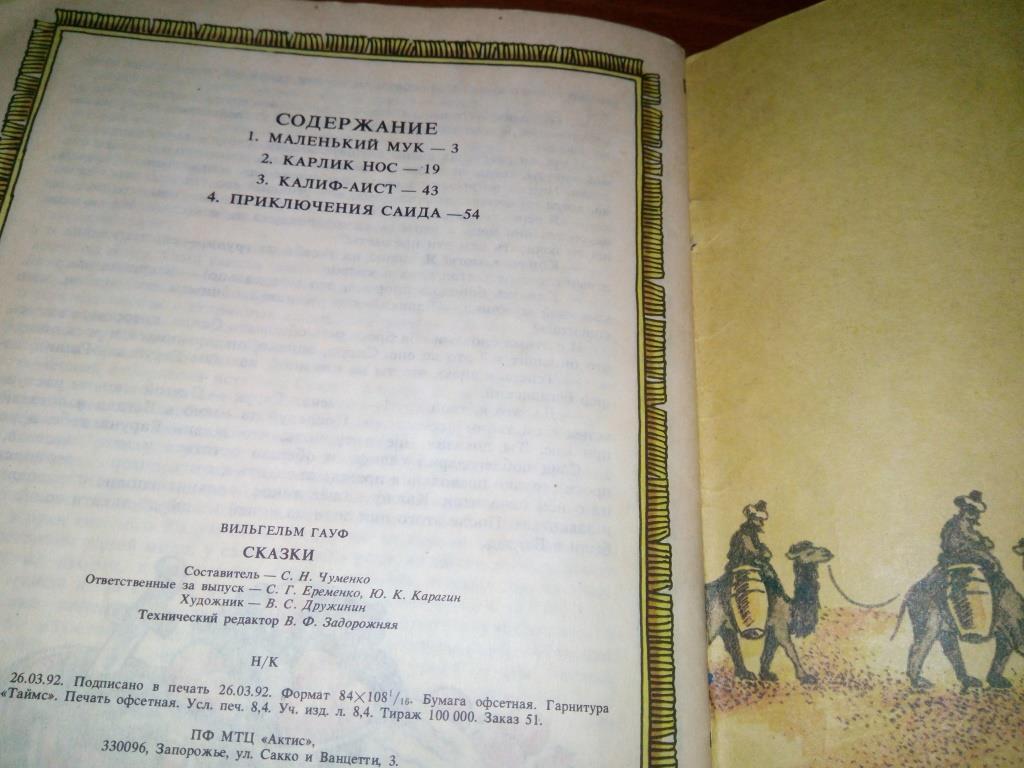 СОДЕРЖАНИЕ
1. МАЛЕНЬКИЙ МУК — 3
2. КАРЛИК НОС — 19
3. КАЛИФ-АИСТ — 43
4. ПРИКЛЮЧЕНИЯ САИДА —54
ВИЛЬГЕЛЬМ ГАУФ
СКАЗКИ
Составитель — С. Н. Чуменко
Ответственные за выпуск — С. Г. Еременко, Ю. К. Карагин
Художник — В. С. Дружинин
Технический редактор В. Ф. Задорожняя
Н/К
26.03.92. Подписано в печать 26.03.92. Формат 84×108¹/₁₆. Бумага офсетная. Гарнитура
«Таймс». Печать офсетная. Усл. печ. 8,4. Уч. изд. л. 8,4. Тираж 100 000. Заказ 51.
ПФ МТЦ «Актис»,
330096, Запорожье, ул. Сакко и Ванцетти, 3.